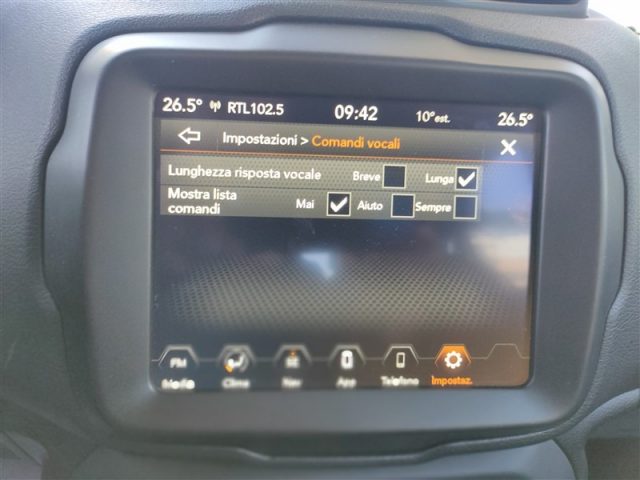 26.5° RTL102.5 09:42 10°est. 26.5°
Impostazioni > Comandi vocali
Lunghezza risposta vocale Breve Lunga
Mostra lista comandi Mai Aiuto Sempre
FM
Media Clima Nav App Telefono Impostaz.